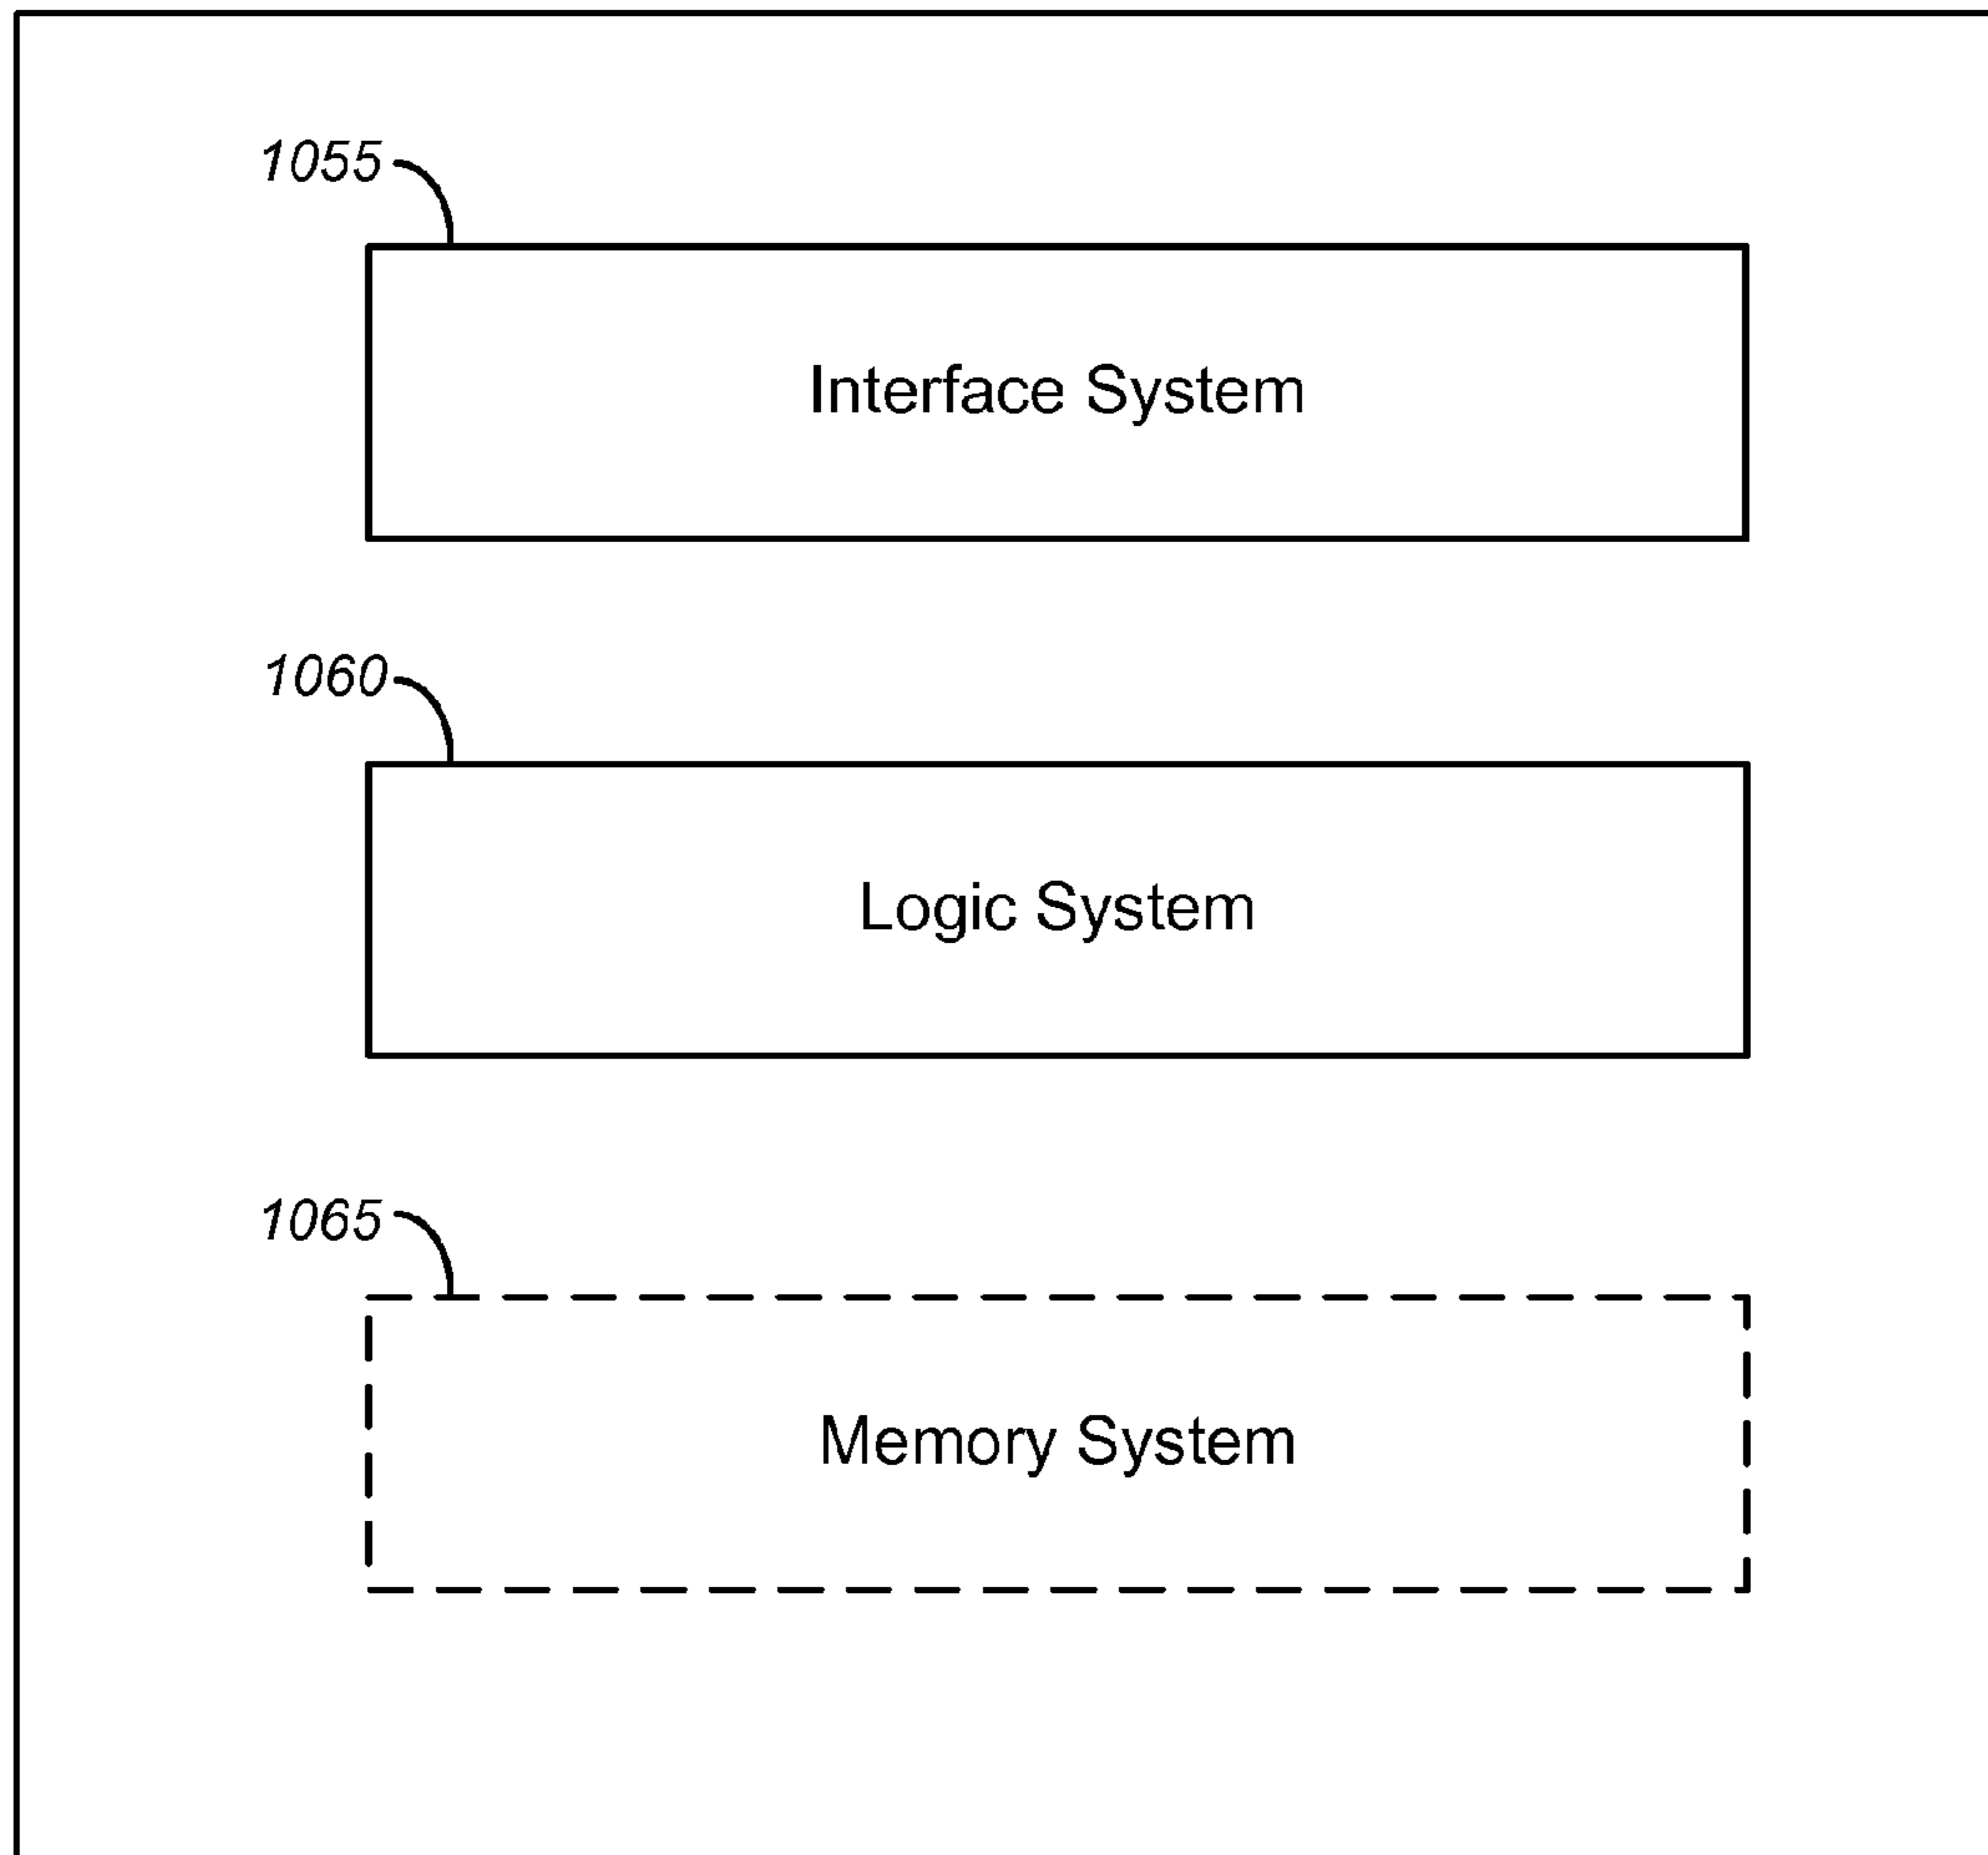 1055
Interface System
1060
Logic System
1065
Memory System